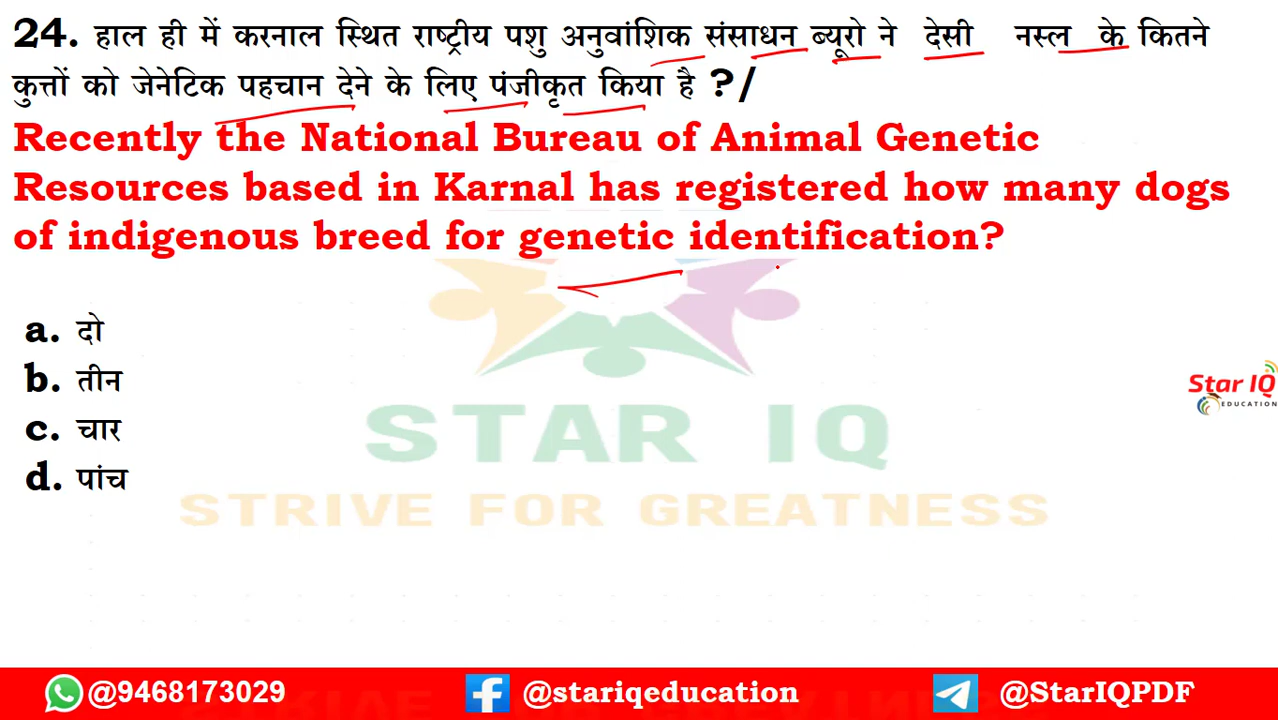 24. हाल ही में करनाल स्थित राष्ट्रीय पशु अनुवांशिक संसाधन ब्यूरो ने देसी नस्ल के कितने
कुत्तों को जेनेटिक पहचान देने के लिए पंजीकृत किया है ?/
Recently the National Bureau of Animal Genetic
Resources based in Karnal has registered how many dogs
of indigenous breed for genetic identification?
a. दो
b. तीन
c. चार
d. पांच
Star IQ
EDUCATION
STAR IQ
STRIVE FOR GREATNESS
@9468173029 @stariqeducation @StarIQPDF